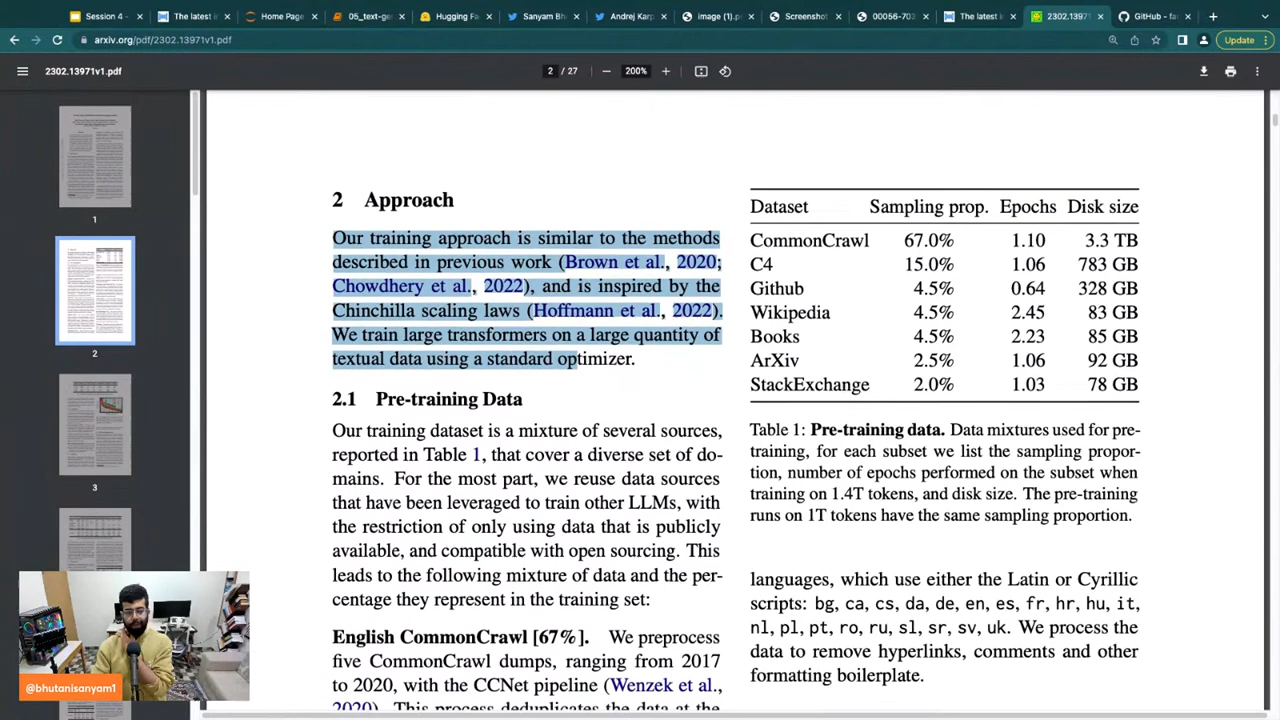 Session 4 -
The latest i
Home Page
05_text-ge
Hugging Fa
Sanyam Bh
Andrej Karp
image (1).p
Screenshot
00056-703
The latest i
2302.13971
GitHub - fa
arxiv.org/pdf/2302.13971v1.pdf
Update
2302.13971v1.pdf
2 / 27
200%
1
2
3
2 Approach
Our training approach is similar to the methods
described in previous work (Brown et al., 2020;
Chowdhery et al., 2022), and is inspired by the
Chinchilla scaling laws (Hoffmann et al., 2022).
We train large transformers on a large quantity of
textual data using a standard optimizer.
2.1 Pre-training Data
Our training dataset is a mixture of several sources,
reported in Table 1, that cover a diverse set of do-
mains. For the most part, we reuse data sources
that have been leveraged to train other LLMs, with
the restriction of only using data that is publicly
available, and compatible with open sourcing. This
leads to the following mixture of data and the per-
centage they represent in the training set:
English CommonCrawl [67%]. We preprocess
five CommonCrawl dumps, ranging from 2017
to 2020, with the CCNet pipeline (Wenzek et al.,
2020). This process deduplicates the data at the
Dataset Sampling prop. Epochs Disk size
CommonCrawl 67.0% 1.10 3.3 TB
C4 15.0% 1.06 783 GB
Github 4.5% 0.64 328 GB
Wikipedia 4.5% 2.45 83 GB
Books 4.5% 2.23 85 GB
ArXiv 2.5% 1.06 92 GB
StackExchange 2.0% 1.03 78 GB
Table 1: Pre-training data. Data mixtures used for pre-
training, for each subset we list the sampling propor-
tion, number of epochs performed on the subset when
training on 1.4T tokens, and disk size. The pre-training
runs on 1T tokens have the same sampling proportion.
languages, which use either the Latin or Cyrillic
scripts: bg, ca, cs, da, de, en, es, fr, hr, hu, it,
nl, pl, pt, ro, ru, sl, sr, sv, uk. We process the
data to remove hyperlinks, comments and other
formatting boilerplate.
@bhutanisanyam1